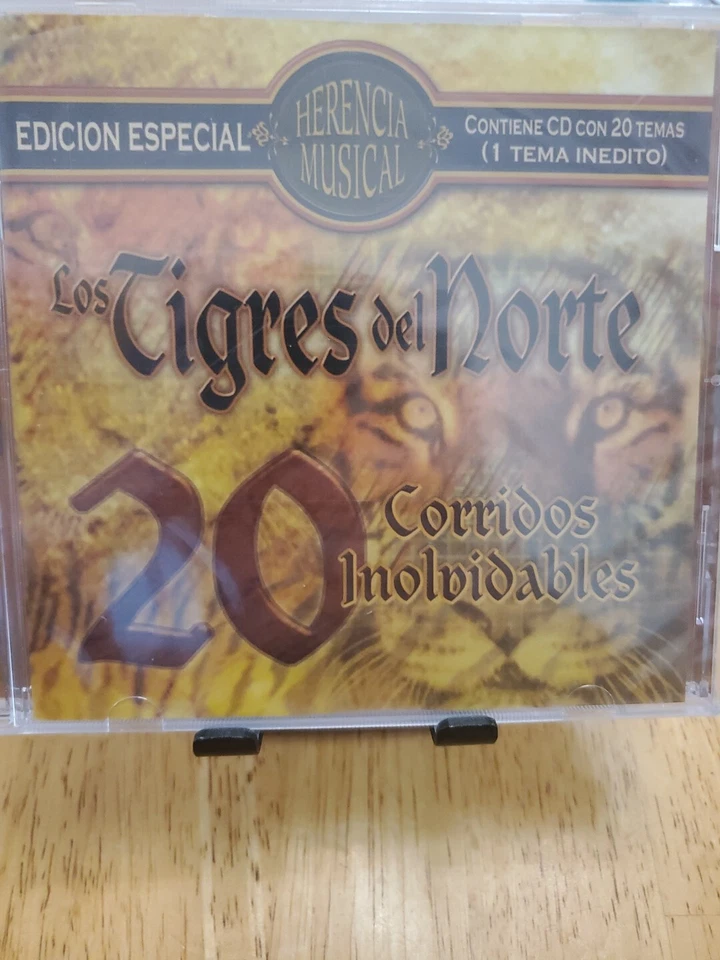 EDICION ESPECIAL
HERENCIA
MUSICAL
CONTIENE CD CON 20 TEMAS
(1 TEMA INEDITO)
Los Tigres del Norte
20
Corridos
Inolvidables